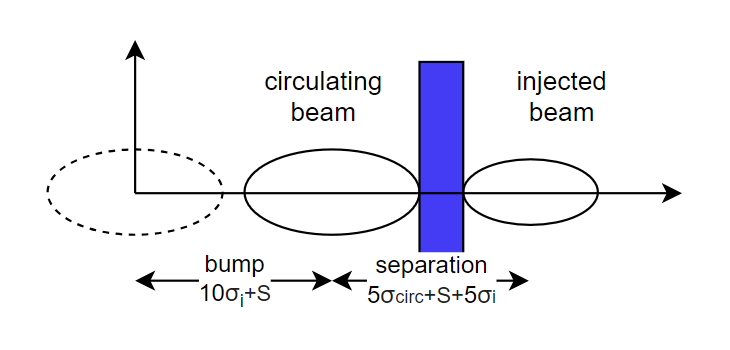 circulating
beam
injected
beam
bump
10σᵢ+S
separation
5σcirc+S+5σi